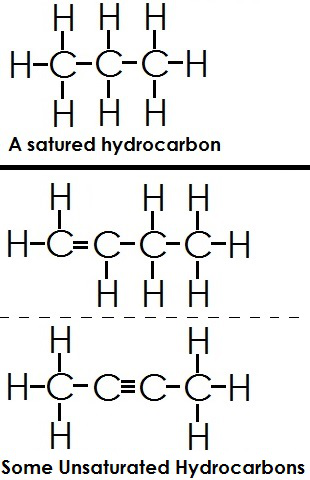 H H H
H-C-C-C-H
H H H
A satured hydrocarbon
H H H
H-C=C-C-C-H
H H H
H H
H-C-C≡C-C-H
H H
Some Unsaturated Hydrocarbons